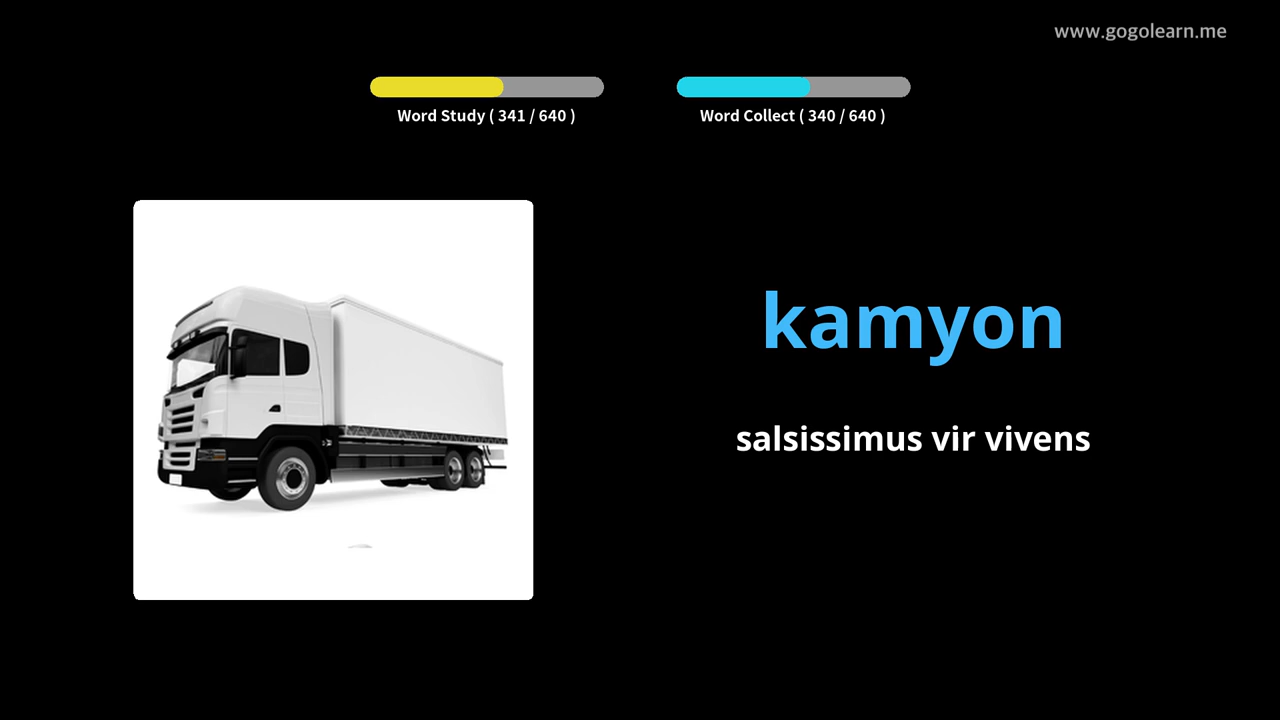 www.gogolearn.me
Word Study ( 341 / 640 )
Word Collect ( 340 / 640 )
kamyon
salsissimus vir vivens